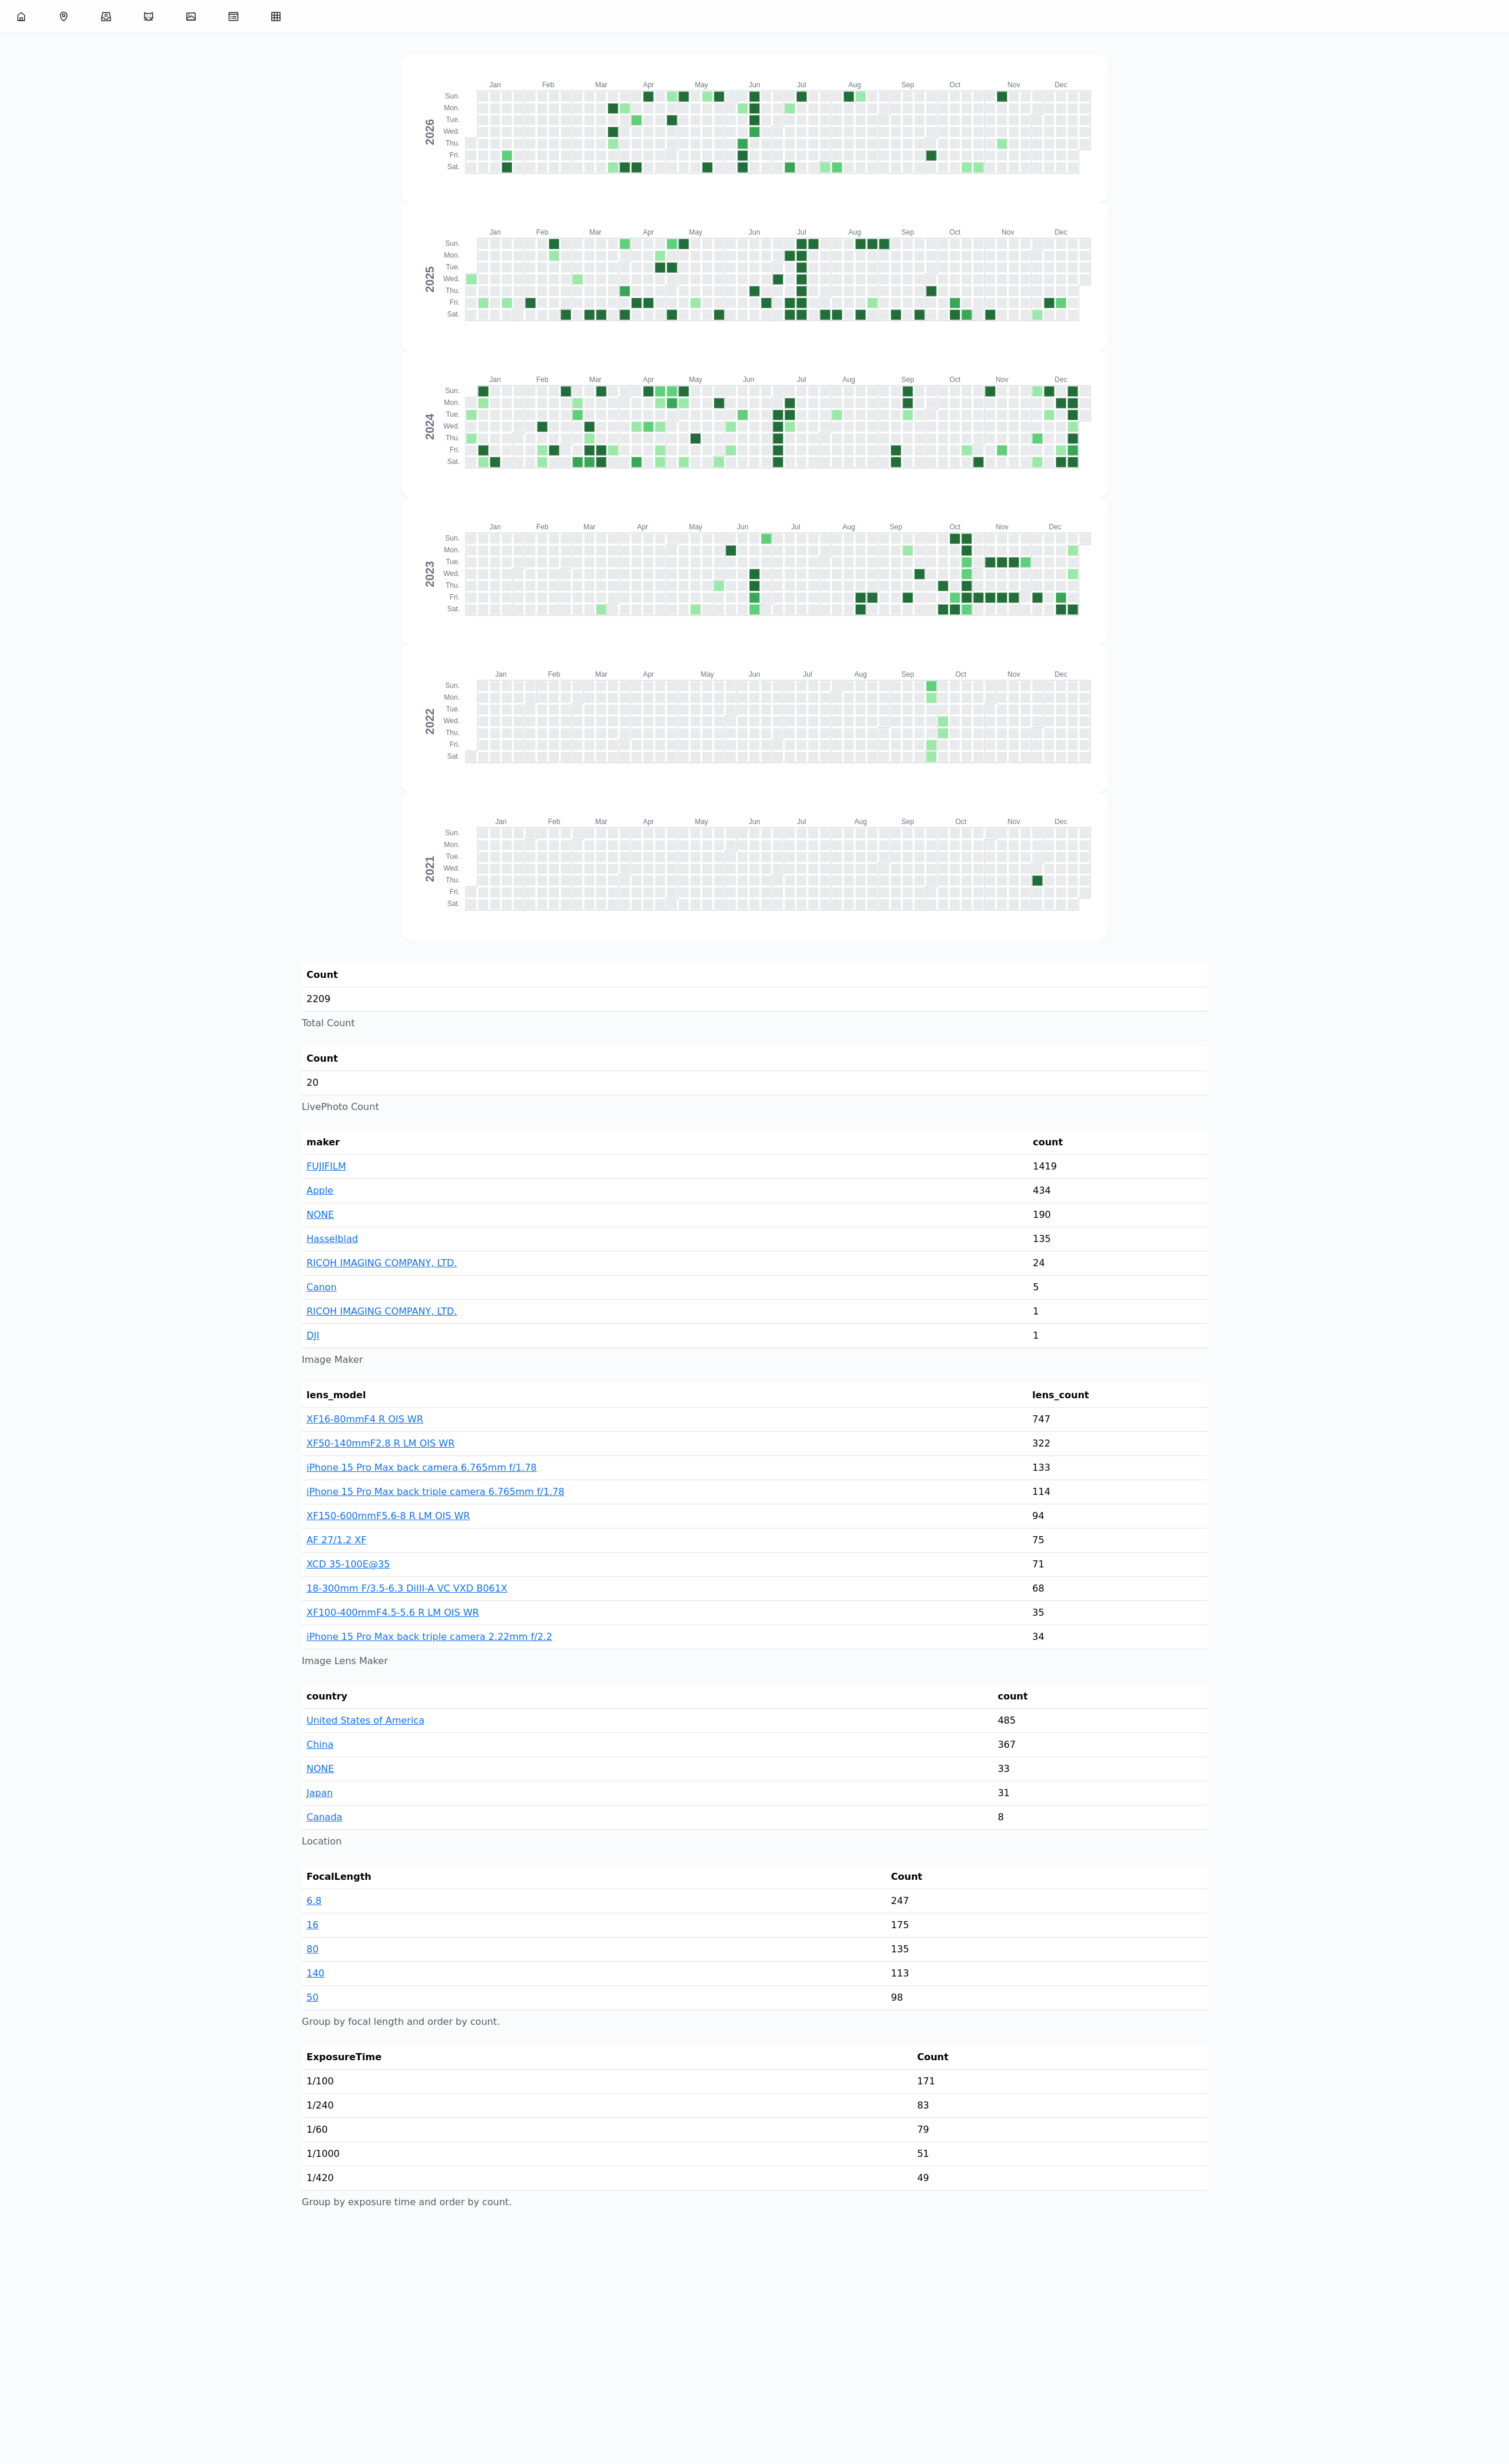 Jan Feb Mar Apr May Jun Jul Aug Sep Oct Nov Dec
2026
Sun.
Mon.
Tue.
Wed.
Thu.
Fri.
Sat.
Jan Feb Mar Apr May Jun Jul Aug Sep Oct Nov Dec
2025
Sun.
Mon.
Tue.
Wed.
Thu.
Fri.
Sat.
Jan Feb Mar Apr May Jun Jul Aug Sep Oct Nov Dec
2024
Sun.
Mon.
Tue.
Wed.
Thu.
Fri.
Sat.
Jan Feb Mar Apr May Jun Jul Aug Sep Oct Nov Dec
2023
Sun.
Mon.
Tue.
Wed.
Thu.
Fri.
Sat.
Jan Feb Mar Apr May Jun Jul Aug Sep Oct Nov Dec
2022
Sun.
Mon.
Tue.
Wed.
Thu.
Fri.
Sat.
Jan Feb Mar Apr May Jun Jul Aug Sep Oct Nov Dec
2021
Sun.
Mon.
Tue.
Wed.
Thu.
Fri.
Sat.
Count
2209
Total Count
Count
20
LivePhoto Count
maker count
FUJIFILM 1419
Apple 434
NONE 190
Hasselblad 135
RICOH IMAGING COMPANY, LTD. 24
Canon 5
RICOH IMAGING COMPANY, LTD. 1
DJI 1
Image Maker
lens_model lens_count
XF16-80mmF4 R OIS WR 747
XF50-140mmF2.8 R LM OIS WR 322
iPhone 15 Pro Max back camera 6.765mm f/1.78 133
iPhone 15 Pro Max back triple camera 6.765mm f/1.78 114
XF150-600mmF5.6-8 R LM OIS WR 94
AF 27/1.2 XF 75
XCD 35-100E@35 71
18-300mm F/3.5-6.3 DiIII-A VC VXD B061X 68
XF100-400mmF4.5-5.6 R LM OIS WR 35
iPhone 15 Pro Max back triple camera 2.22mm f/2.2 34
Image Lens Maker
country count
United States of America 485
China 367
NONE 33
Japan 31
Canada 8
Location
FocalLength Count
6.8 247
16 175
80 135
140 113
50 98
Group by focal length and order by count.
ExposureTime Count
1/100 171
1/240 83
1/60 79
1/1000 51
1/420 49
Group by exposure time and order by count.